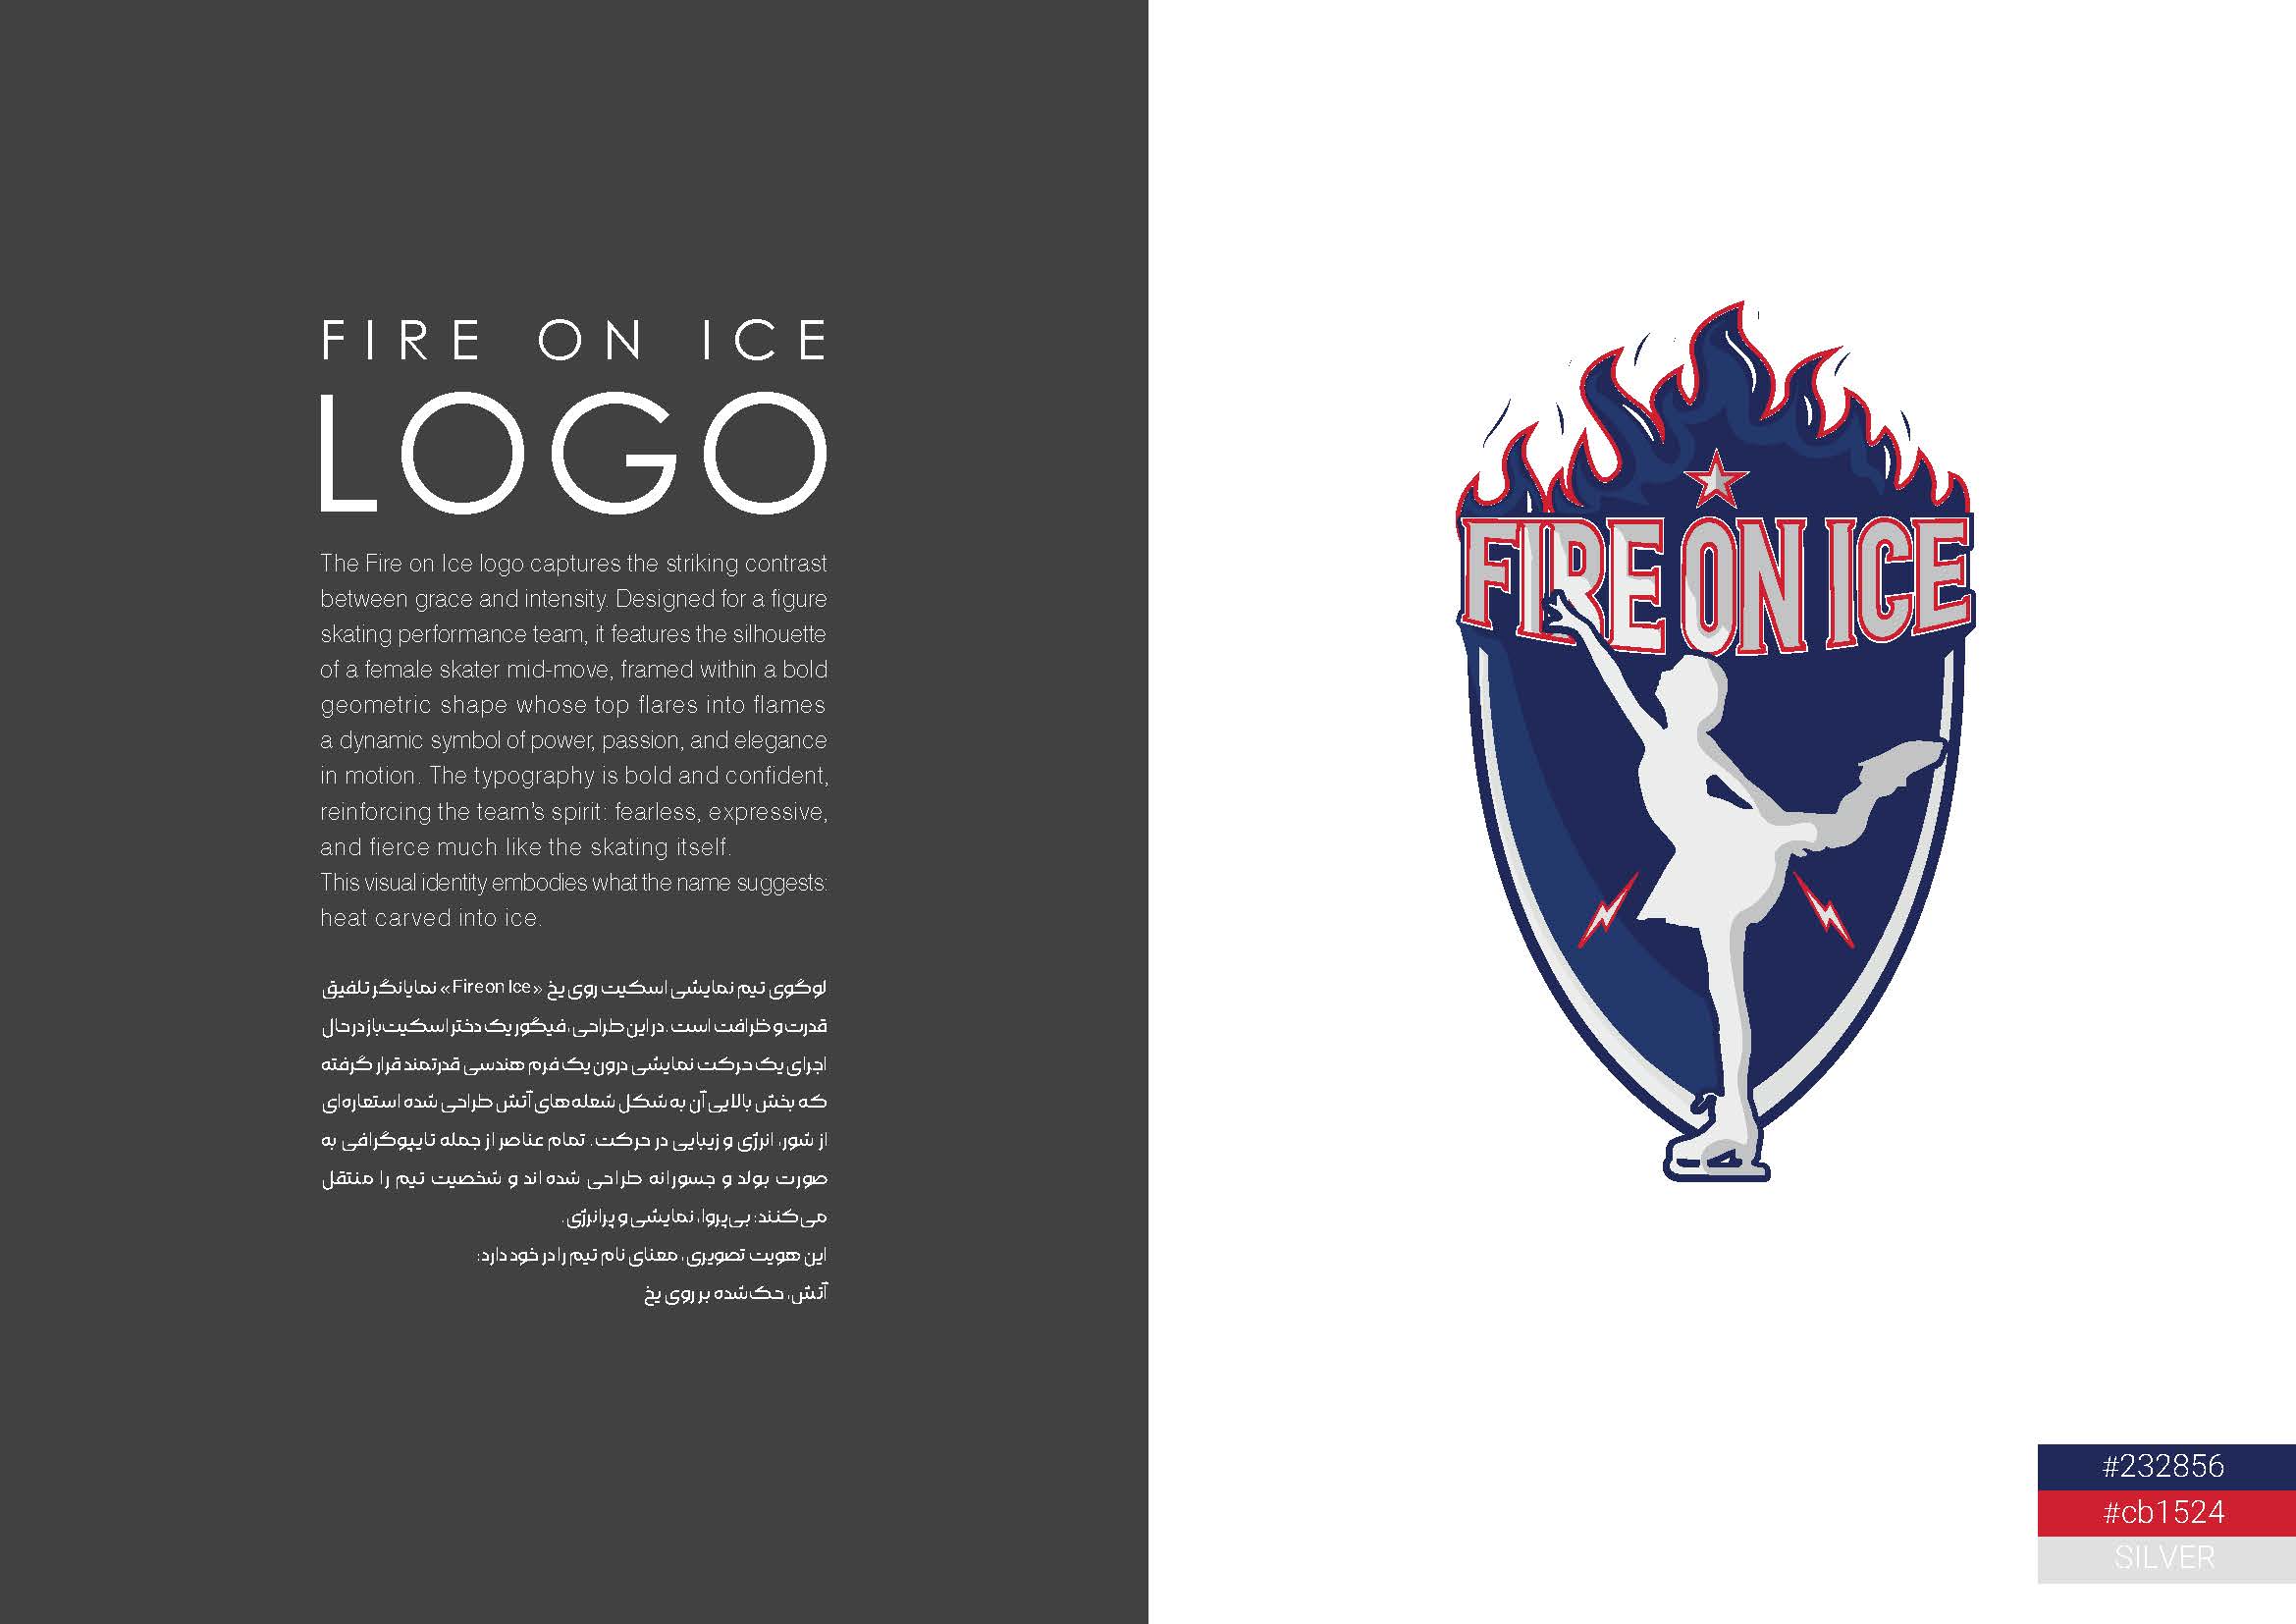 FIRE ON ICE
LOGO
The Fire on Ice logo captures the striking contrast
between grace and intensity. Designed for a figure
skating performance team, it features the silhouette
of a female skater mid-move, framed within a bold
geometric shape whose top flares into flames
a dynamic symbol of power, passion, and elegance
in motion. The typography is bold and confident,
reinforcing the team's spirit: fearless, expressive,
and fierce much like the skating itself.
This visual identity embodies what the name suggests:
heat carved into ice.
لوگوی تیم نمایشی اسکیت روی یخ «Fire on Ice» نمایانگر تلفیق
قدرت و ظرافت است. در این طراحی، فیگور یک دختر اسکیت‌باز در حال
اجرای یک حرکت نمایشی درون یک فرم هندسی قدرتمند قرار گرفته
که بخش بالایی آن به شکل شعله‌های آتش طراحی شده استعاره‌ای
از شور، انرژی و زیبایی در حرکت. تمام عناصر از جمله تایپوگرافی به
صورت بولد و جسورانه طراحی شده اند و شخصیت تیم را منتقل
می‌کنند: بی‌پروا، نمایشی و پرانرژی.
این هویت تصویری، معنای نام تیم را در خود دارد:
آتش، حک‌شده بر روی یخ
FIRE ON ICE
#232856
#cb1524
SILVER